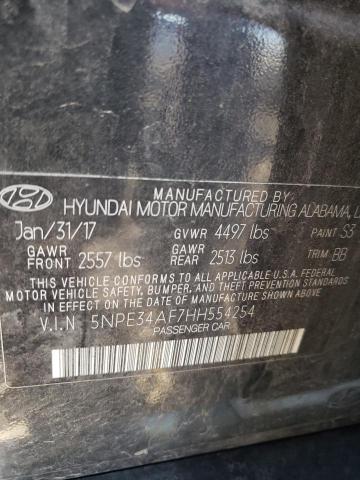 MANUFACTURED BY:
HYUNDAI MOTOR MANUFACTURING ALABAMA, L
Jan/31/17 GVWR 4497 lbs PAINT S3
GAWR FRONT 2557 lbs GAWR REAR 2513 lbs TRIM BB
THIS VEHICLE CONFORMS TO ALL APPLICABLE U.S.A. FEDERAL
MOTOR VEHICLE SAFETY, BUMPER, AND THEFT PREVENTION
STANDARDS IN EFFECT ON THE DATE OF MANUFACTURE
SHOWN ABOVE.
V.I.N 5NPE34AF7HH554254
PASSENGER CAR